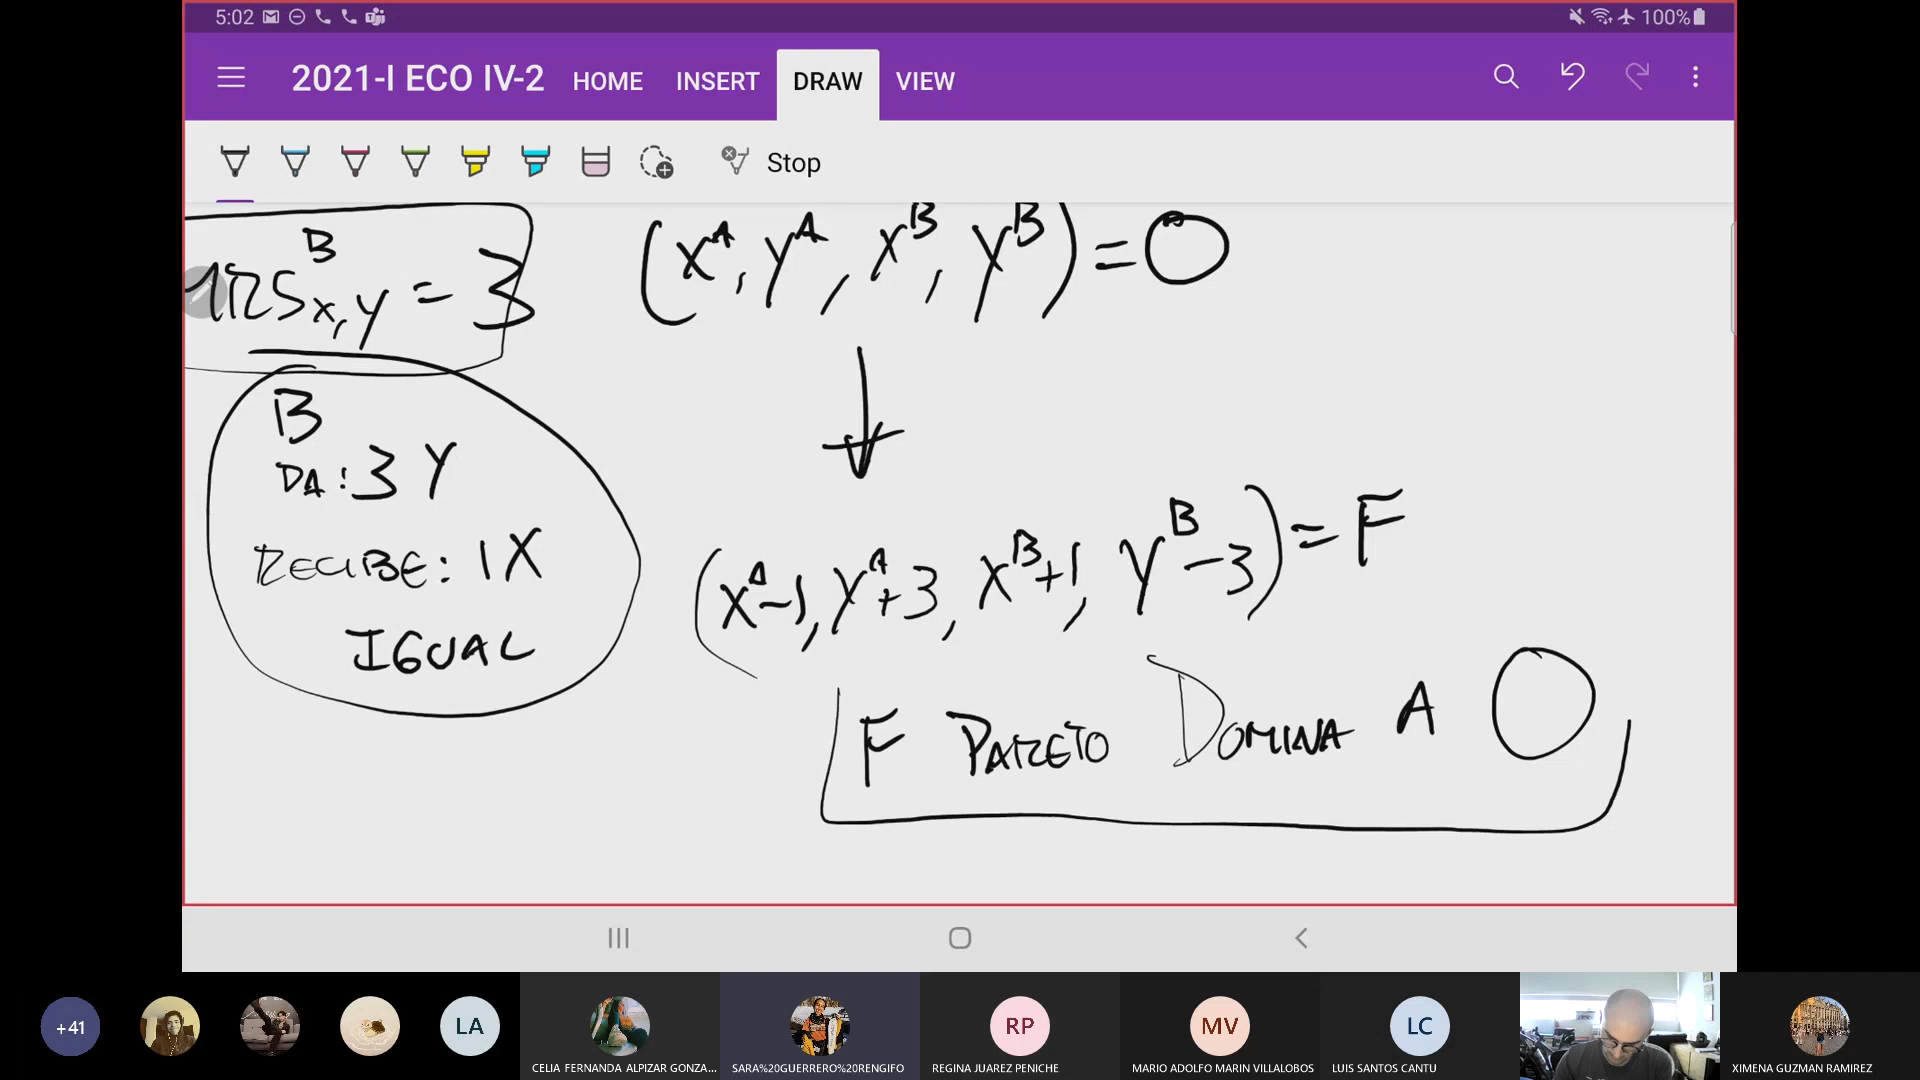 5:02 100%
2021-I ECO IV-2 HOME INSERT DRAW VIEW
Stop
MRS^B_{x,y} = 3
B
DA: 3 Y
RECIBE: 1 X
IGUAL
(X^A, Y^A, X^B, Y^B) = O
(X^A-1, Y^A+3, X^B+1, Y^B-3) = F
F PARETO DOMINA A O
+41
LA
CELIA FERNANDA ALPIZAR GONZA...
SARA%20GUERRERO%20RENGIFO
RP
REGINA JUAREZ PENICHE
MV
MARIO ADOLFO MARIN VILLALOBOS
LC
LUIS SANTOS CANTU
XIMENA GUZMAN RAMIREZ